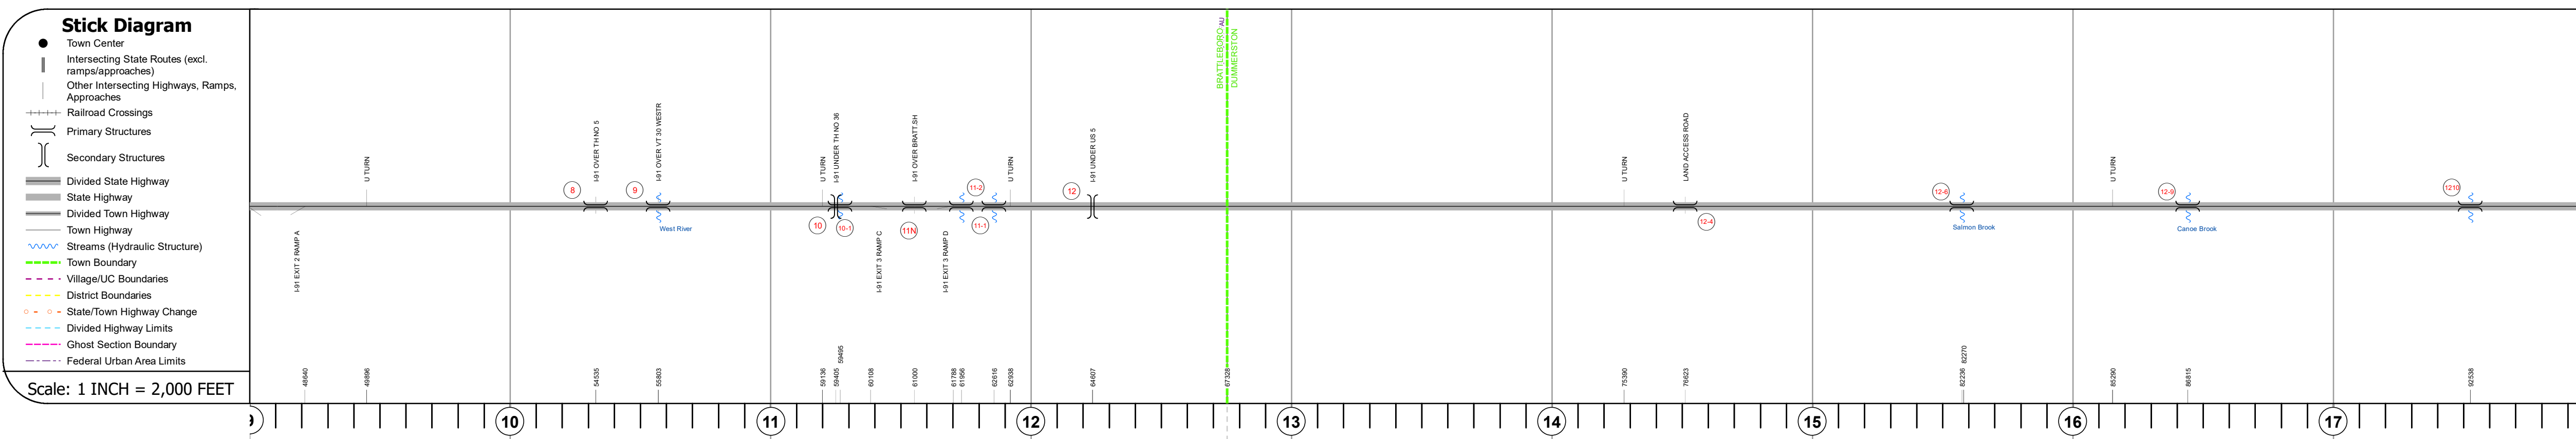 Stick Diagram
Town Center
Intersecting State Routes (excl.
ramps/approaches)
Other Intersecting Highways, Ramps,
Approaches
Railroad Crossings
Primary Structures
Secondary Structures
Divided State Highway
State Highway
Divided Town Highway
Town Highway
Streams (Hydraulic Structure)
Town Boundary
Village/UC Boundaries
District Boundaries
State/Town Highway Change
Divided Highway Limits
Ghost Section Boundary
Federal Urban Area Limits
Scale: 1 INCH = 2,000 FEET
BRATTLEBORO AU
DUMMERSTON
U TURN
I-91 OVER TH NO 5
I-91 OVER VT 30 WESTR
U TURN
I-91 UNDER TH NO 36
I-91 OVER BRATT.SH
U TURN
I-91 UNDER US 5
U TURN
LAND ACCESS ROAD
U TURN
8
9
11-2
12
12-6
12-9
1210
10
10-1
11N
11-1
12-4
West River
Salmon Brook
Canoe Brook
I-91 EXIT 2 RAMP A
I-91 EXIT 3 RAMP C
I-91 EXIT 3 RAMP D
48640
49896
54535
55803
59136
59405
59495
60108
61000
61788
61956
62616
62938
64607
67328
75390
76623
82236
82270
85290
86815
92538
9
10
11
12
13
14
15
16
17